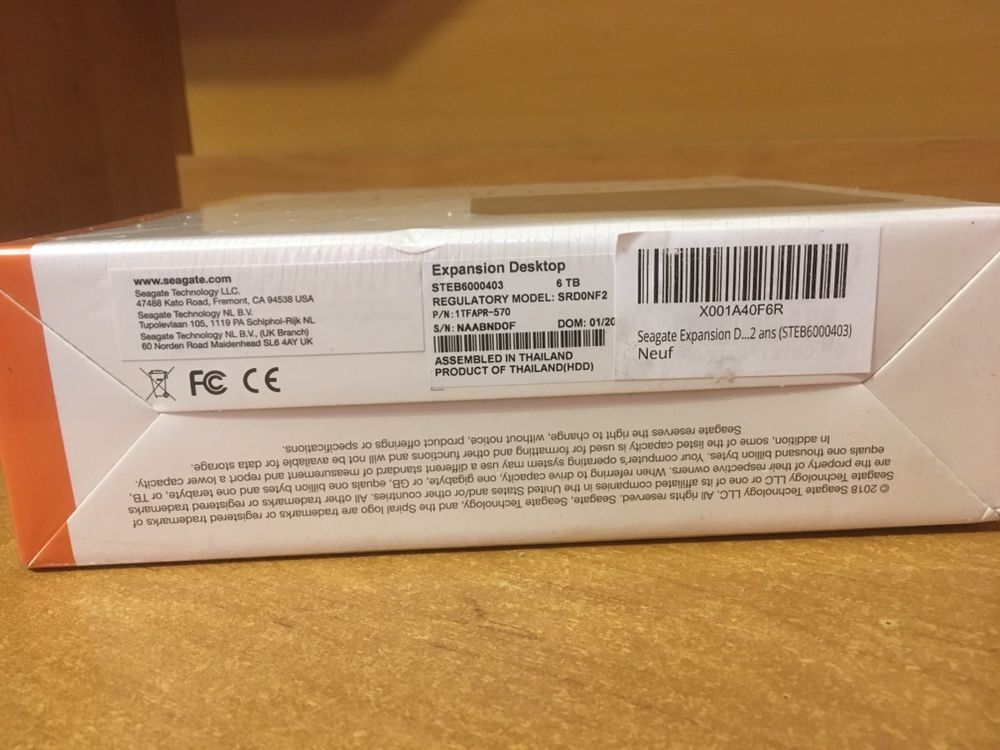 www.seagate.com
Seagate Technology LLC.
47488 Kato Road, Fremont, CA 94538 USA
Seagate Technology NL B.V.
Tupolevlaan 105, 1119 PA Schiphol-Rijk NL
Seagate Technology NL B.V., (UK Branch)
60 Norden Road Maidenhead SL6 4AY UK
FC CE
Expansion Desktop
STEB6000403 6 TB
REGULATORY MODEL: SRD0NF2
P/N: 1TFAPR-570
S/N: NAABNDOF DOM: 01/20
ASSEMBLED IN THAILAND
PRODUCT OF THAILAND(HDD)
X001A40F6R
Seagate Expansion D...2 ans (STEB6000403)
Neuf
© 2018 Seagate Technology LLC. All rights reserved. Seagate, Seagate Technology, and the Spiral logo are trademarks or registered trademarks of
Seagate Technology LLC or one of its affiliated companies in the United States and/or other countries. All other trademarks or registered trademarks
are the property of their respective owners. When referring to drive capacity, one gigabyte, or GB, equals one billion bytes and one terabyte, or TB,
equals one thousand billion bytes. Your computer's operating system may use a different standard of measurement and report a lower capacity.
In addition, some of the listed capacity is used for formatting and other functions and will not be available for data storage.
Seagate reserves the right to change, without notice, product offerings or specifications.